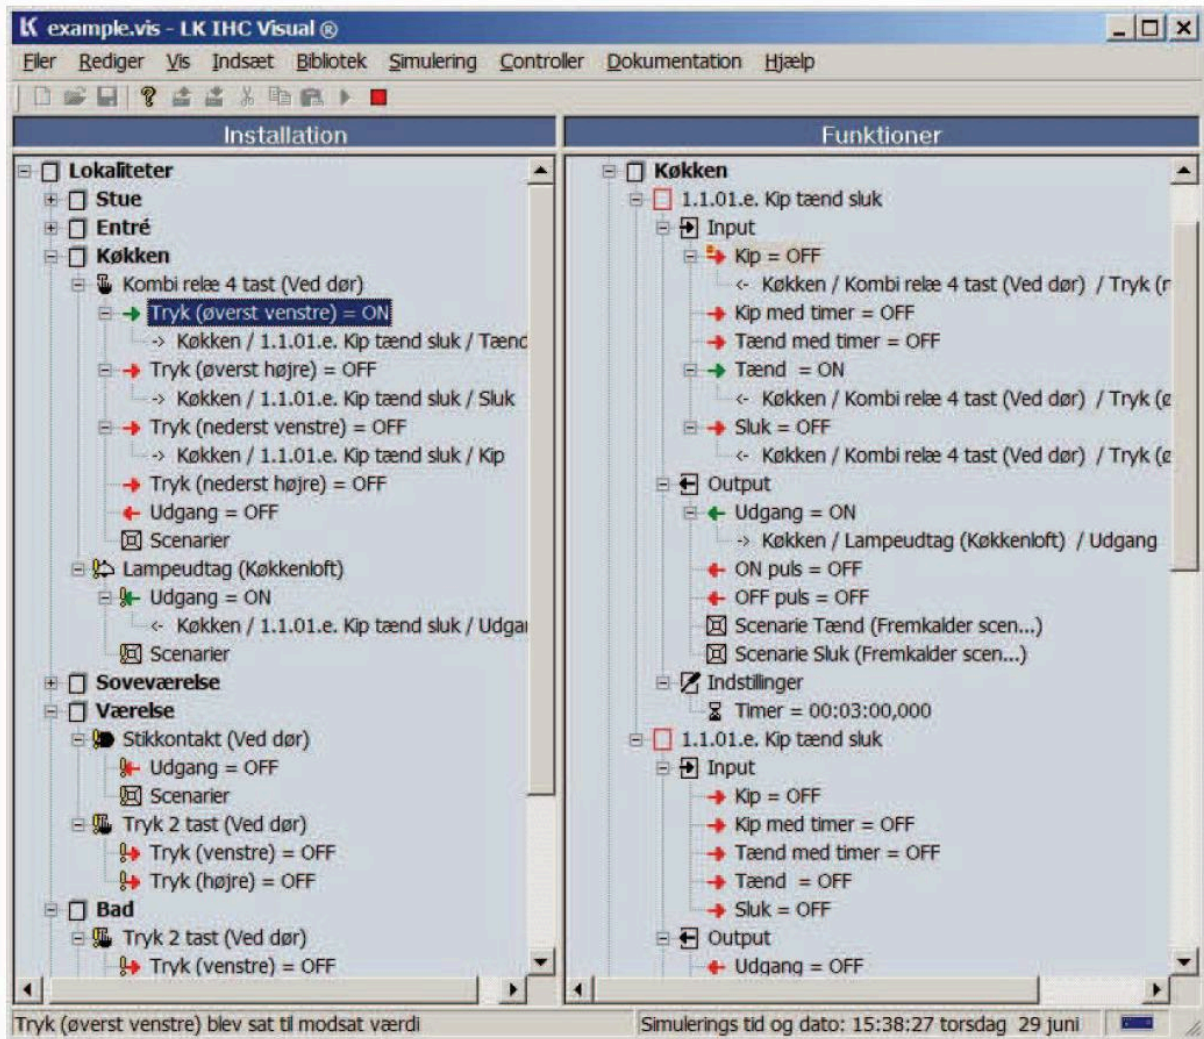 example.vis - LK IHC Visual ®
Filer Rediger Vis Indsæt Bibliotek Simulering Controller Dokumentation Hjælp
Installation
Lokaliteter
Stue
Entré
Køkken
Kombi relæ 4 tast (Ved dør)
Tryk (øverst venstre) = ON
-> Køkken / 1.1.01.e. Kip tænd sluk / Tænd
Tryk (øverst højre) = OFF
-> Køkken / 1.1.01.e. Kip tænd sluk / Sluk
Tryk (nederst venstre) = OFF
-> Køkken / 1.1.01.e. Kip tænd sluk / Kip
Tryk (nederst højre) = OFF
Udgang = OFF
Scenarier
Lampeudtag (Køkkenloft)
Udgang = ON
<- Køkken / 1.1.01.e. Kip tænd sluk / Udgar
Scenarier
Soveværelse
Værelse
Stikkontakt (Ved dør)
Udgang = OFF
Scenarier
Tryk 2 tast (Ved dør)
Tryk (venstre) = OFF
Tryk (højre) = OFF
Bad
Tryk 2 tast (Ved dør)
Tryk (venstre) = OFF
Funktioner
Køkken
1.1.01.e. Kip tænd sluk
Input
Kip = OFF
<- Køkken / Kombi relæ 4 tast (Ved dør) / Tryk (r
Kip med timer = OFF
Tænd med timer = OFF
Tænd = ON
<- Køkken / Kombi relæ 4 tast (Ved dør) / Tryk (ø
Sluk = OFF
<- Køkken / Kombi relæ 4 tast (Ved dør) / Tryk (ø
Output
Udgang = ON
-> Køkken / Lampeudtag (Køkkenloft) / Udgang
ON puls = OFF
OFF puls = OFF
Scenarie Tænd (Fremkalder scen...)
Scenarie Sluk (Fremkalder scen...)
Indstillinger
Timer = 00:03:00,000
1.1.01.e. Kip tænd sluk
Input
Kip = OFF
Kip med timer = OFF
Tænd med timer = OFF
Tænd = OFF
Sluk = OFF
Output
Udgang = OFF
Tryk (øverst venstre) blev sat til modsat værdi
Simulerings tid og dato: 15:38:27 torsdag 29 juni